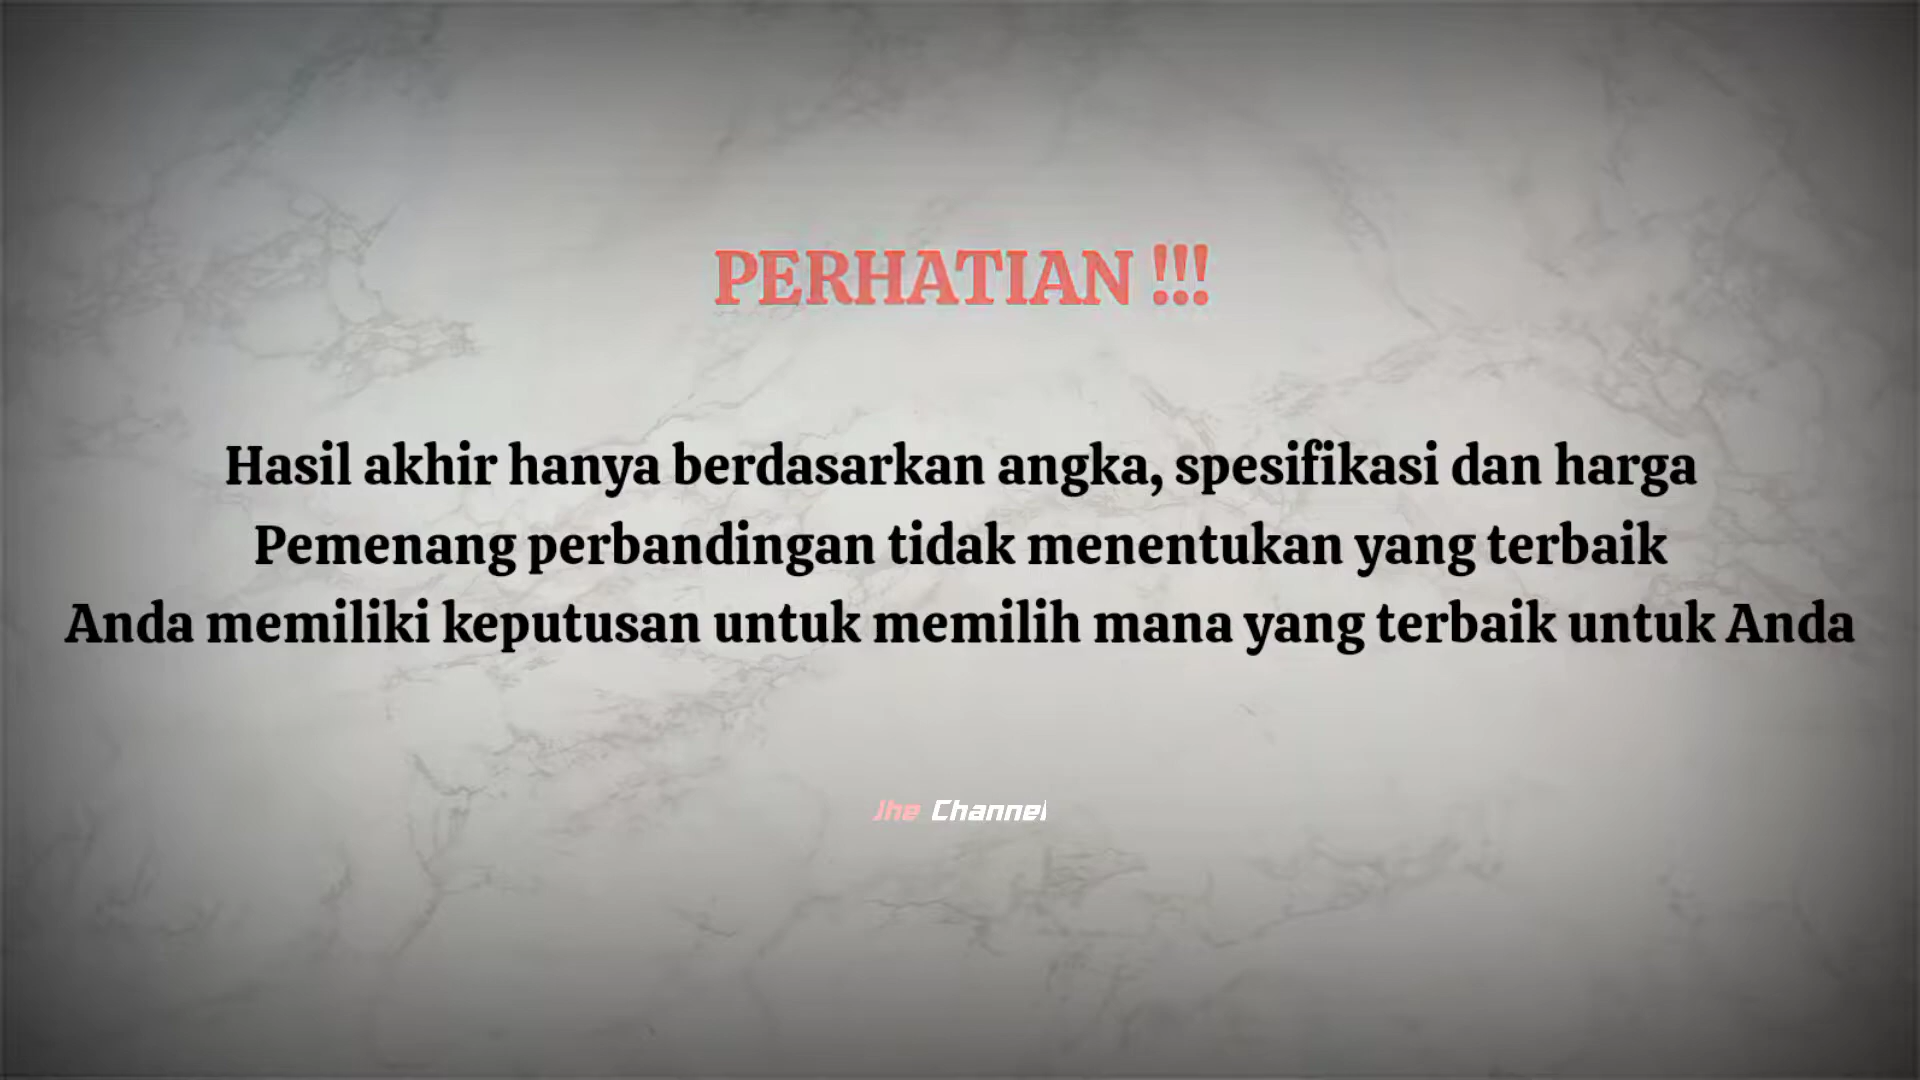 PERHATIAN !!!
Hasil akhir hanya berdasarkan angka, spesifikasi dan harga
Pemenang perbandingan tidak menentukan yang terbaik
Anda memiliki keputusan untuk memilih mana yang terbaik untuk Anda
Jhe Channel